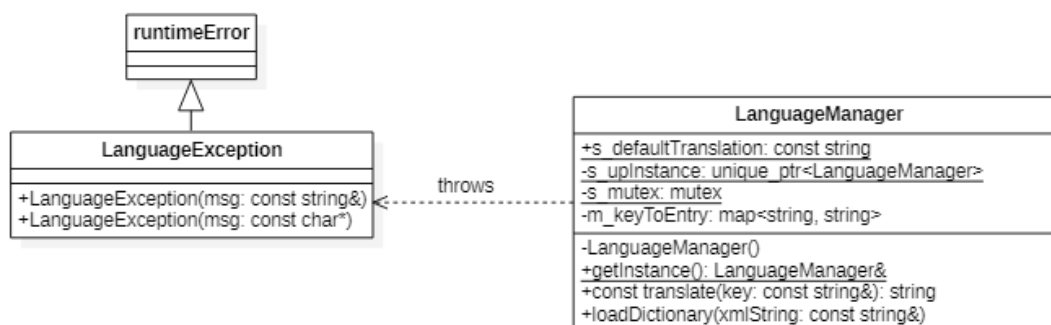 runtimeError
LanguageException
+LanguageException(msg: const string&)
+LanguageException(msg: const char*)
throws
LanguageManager
+s_defaultTranslation: const string
-s_upInstance: unique_ptr<LanguageManager>
-s_mutex: mutex
-m_keyToEntry: map<string, string>
-LanguageManager()
+getInstance(): LanguageManager&
+const translate(key: const string&): string
+loadDictionary(xmlString: const string&)